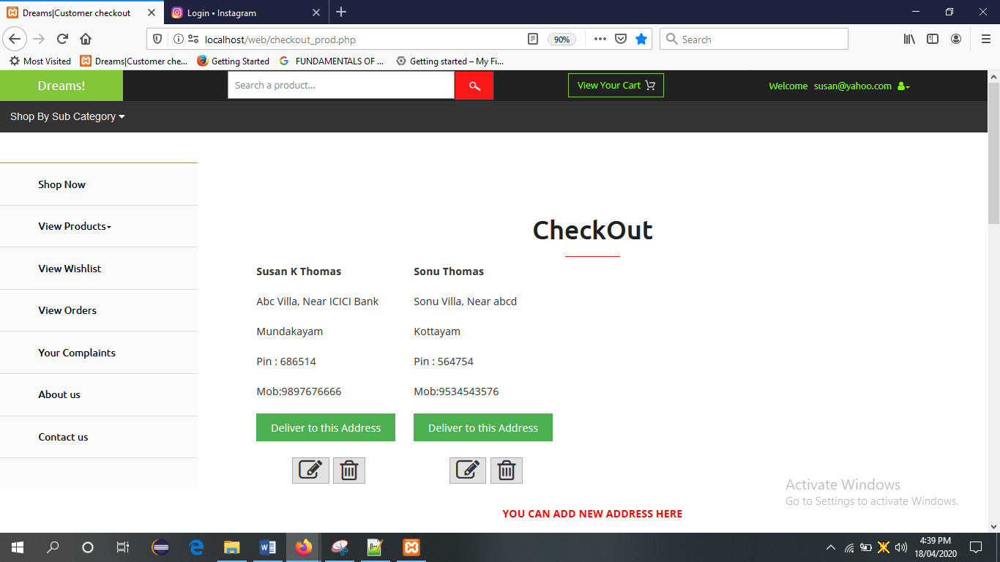 Dreams|Customer checkout
Login • Instagram
localhost/web/checkout_prod.php
90%
Search
Most Visited
Dreams|Customer che...
Getting Started
FUNDAMENTALS OF ...
Getting started – My Fi...
Dreams!
Search a product...
View Your Cart
Welcome susan@yahoo.com
Shop By Sub Category
Shop Now
View Products
View Wishlist
View Orders
Your Complaints
About us
Contact us
CheckOut
Susan K Thomas
Abc Villa, Near ICICI Bank
Mundakayam
Pin : 686514
Mob:9897676666
Deliver to this Address
Sonu Thomas
Sonu Villa, Near abcd
Kottayam
Pin : 564754
Mob:9534543576
Deliver to this Address
YOU CAN ADD NEW ADDRESS HERE
Activate Windows
Go to Settings to activate Windows.
4:39 PM
18/04/2020